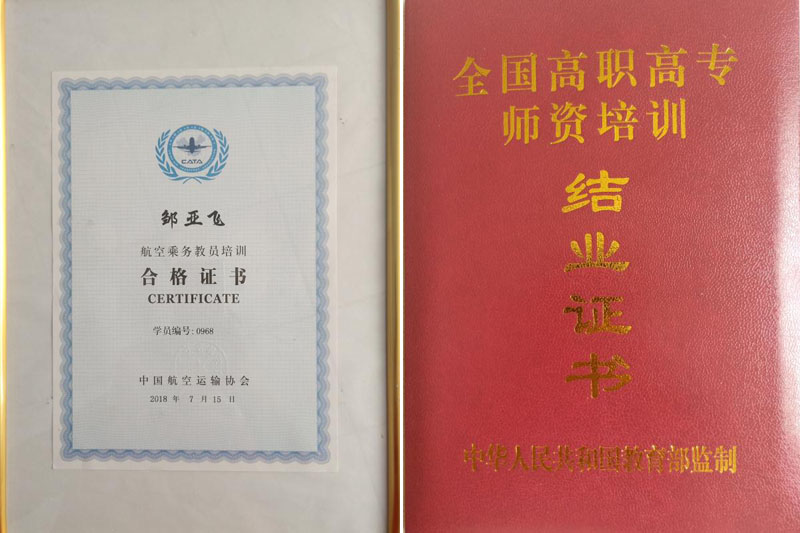 CATA
邹亚飞
航空乘务教员培训
合格证书
CERTIFICATE
学员编号: 0968
中国航空运输协会
2018 年 7 月 15 日
全国高职高专
师资培训
结
业
证
书
中华人民共和国教育部监制